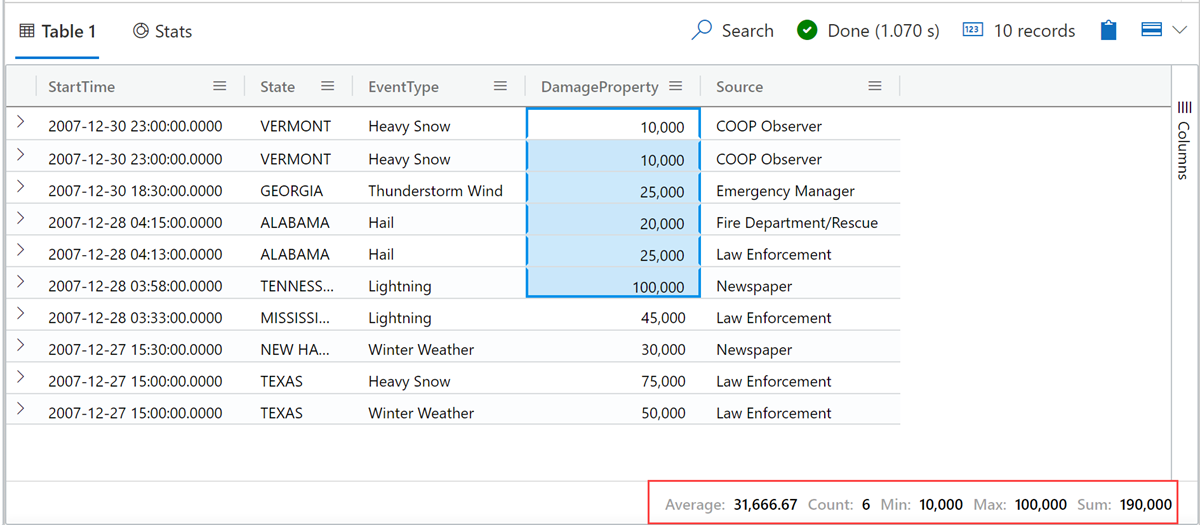 Table 1 Stats Search Done (1.070 s) 123 10 records
StartTime State EventType DamageProperty Source
2007-12-30 23:00:00.0000 VERMONT Heavy Snow 10,000 COOP Observer
2007-12-30 23:00:00.0000 VERMONT Heavy Snow 10,000 COOP Observer
2007-12-30 18:30:00.0000 GEORGIA Thunderstorm Wind 25,000 Emergency Manager
2007-12-28 04:15:00.0000 ALABAMA Hail 20,000 Fire Department/Rescue
2007-12-28 04:13:00.0000 ALABAMA Hail 25,000 Law Enforcement
2007-12-28 03:58:00.0000 TENNESS... Lightning 100,000 Newspaper
2007-12-28 03:33:00.0000 MISSISSI... Lightning 45,000 Law Enforcement
2007-12-27 15:30:00.0000 NEW HA... Winter Weather 30,000 Newspaper
2007-12-27 15:00:00.0000 TEXAS Heavy Snow 75,000 Law Enforcement
2007-12-27 15:00:00.0000 TEXAS Winter Weather 50,000 Law Enforcement
Columns
Average: 31,666.67 Count: 6 Min: 10,000 Max: 100,000 Sum: 190,000